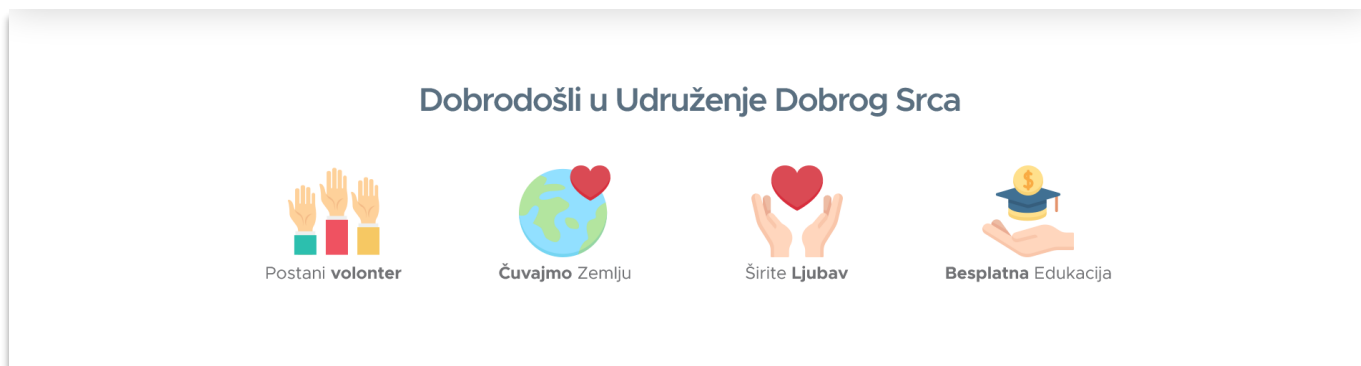 Dobrodošli u Udruženje Dobrog Srca
Postani volonter
Čuvajmo Zemlju
Širite Ljubav
$
Besplatna Edukacija